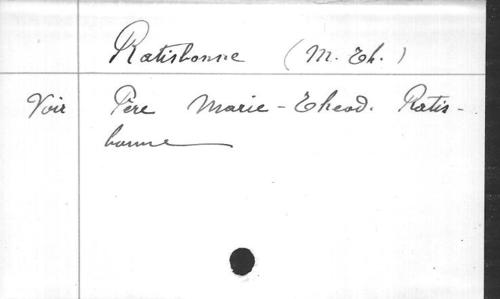 Ratisbonne (M. Th.)
Voir Père Marie-Théod. Ratis-
bonne